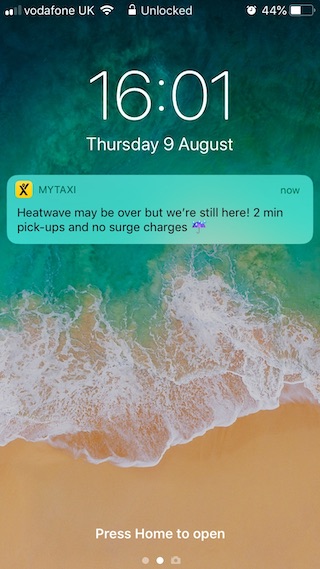 vodafone UK Unlocked 44%
16:01
Thursday 9 August
MYTAXI now
Heatwave may be over but we're still here! 2 min
pick-ups and no surge charges ☔
Press Home to open